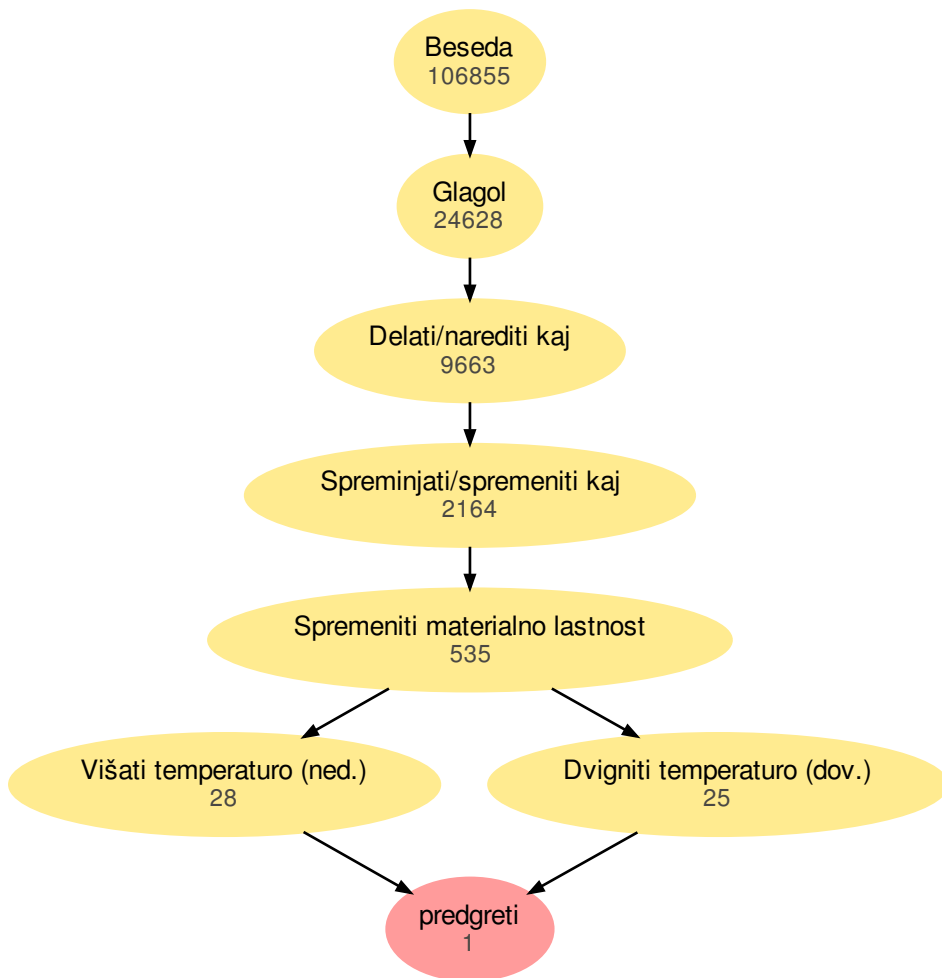 Beseda
106855
Glagol
24628
Delati/narediti kaj
9663
Spreminjati/spremeniti kaj
2164
Spremeniti materialno lastnost
535
Višati temperaturo (ned.)
28
Dvigniti temperaturo (dov.)
25
predgreti
1